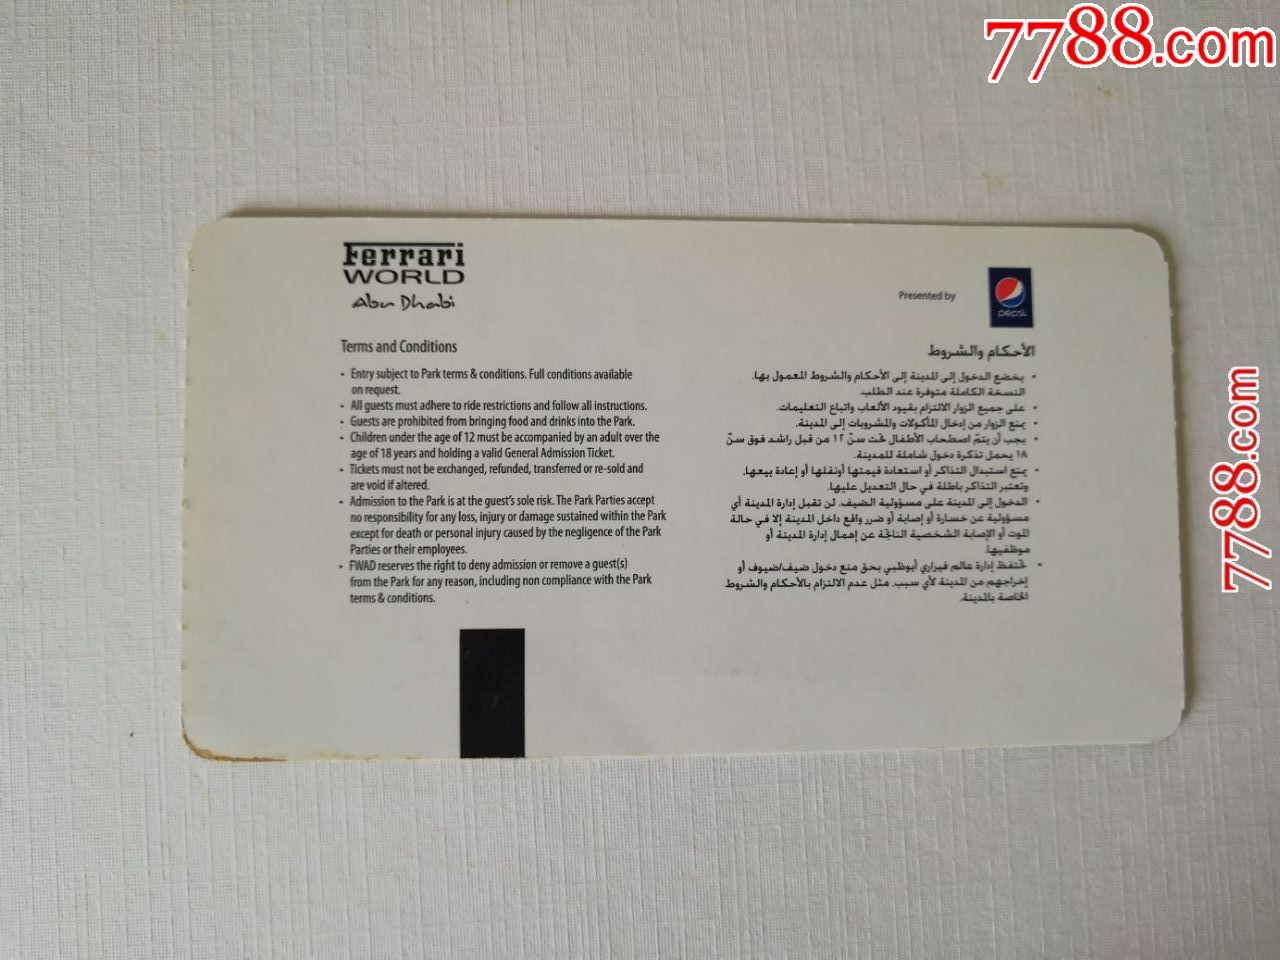 7788.com
Ferrari
WORLD
Abu Dhabi
Presented by
pepsi
Terms and Conditions
• Entry subject to Park terms & conditions. Full conditions available
on request.
• All guests must adhere to ride restrictions and follow all instructions.
• Guests are prohibited from bringing food and drinks into the Park.
• Children under the age of 12 must be accompanied by an adult over the
age of 18 years and holding a valid General Admission Ticket.
• Tickets must not be exchanged, refunded, transferred or re-sold and
are void if altered.
• Admission to the Park is at the guest's sole risk. The Park Parties accept
no responsibility for any loss, injury or damage sustained within the Park
except for death or personal injury caused by the negligence of the Park
Parties or their employees.
• FWAD reserves the right to deny admission or remove a guest(s)
from the Park for any reason, including non compliance with the Park
terms & conditions.
الأحكام والشروط
• يخضع الدخول إلى المدينة إلى الأحكام والشروط المعمول بها.
النسخة الكاملة متوفرة عند الطلب.
• على جميع الزوار الالتزام بقيود الألعاب واتباع التعليمات.
• يمنع الزوار من إدخال المأكولات والمشروبات إلى المدينة.
• يجب أن يتمّ اصطحاب الأطفال تحت سنّ ١٢ من قبل راشد فوق سنّ
١٨ يحمل تذكرة دخول شاملة للمدينة.
• يمنع استبدال التذاكر أو استعادة قيمتها أونقلها أو إعادة بيعها.
وتعتبر التذاكر باطلة في حال التعديل عليها.
• الدخول إلى المدينة على مسؤولية الضيف. لن تقبل إدارة المدينة أي
مسؤولية عن خسارة أو إصابة أو ضرر واقع داخل المدينة إلا في حالة
الموت أو الإصابة الشخصية الناتجة عن إهمال إدارة المدينة أو
موظفيها.
• تحتفظ إدارة عالم فيراري أبوظبي بحق منع دخول ضيف/ضيوف أو
إخراجهم من المدينة لأي سبب. مثل عدم الالتزام بالأحكام والشروط
الخاصة بالمدينة.
7788.com